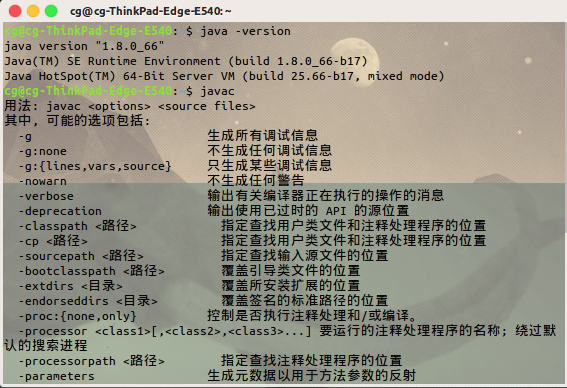 cg@cg-ThinkPad-Edge-E540: ~
cg@cg-ThinkPad-Edge-E540: $ java -version
java version "1.8.0_66"
Java(TM) SE Runtime Environment (build 1.8.0_66-b17)
Java HotSpot(TM) 64-Bit Server VM (build 25.66-b17, mixed mode)
cg@cg-ThinkPad-Edge-E540: $ javac
用法: javac <options> <source files>
其中, 可能的选项包括:
-g 生成所有调试信息
-g:none 不生成任何调试信息
-g:{lines,vars,source} 只生成某些调试信息
-nowarn 不生成任何警告
-verbose 输出有关编译器正在执行的操作的消息
-deprecation 输出使用已过时的 API 的源位置
-classpath <路径> 指定查找用户类文件和注释处理程序的位置
-cp <路径> 指定查找用户类文件和注释处理程序的位置
-sourcepath <路径> 指定查找输入源文件的位置
-bootclasspath <路径> 覆盖引导类文件的位置
-extdirs <目录> 覆盖所安装扩展的位置
-endorseddirs <目录> 覆盖签名的标准路径的位置
-proc:{none,only} 控制是否执行注释处理和/或编译。
-processor <class1>[,<class2>,<class3>...] 要运行的注释处理程序的名称; 绕过默
认的搜索进程
-processorpath <路径> 指定查找注释处理程序的位置
-parameters 生成元数据以用于方法参数的反射